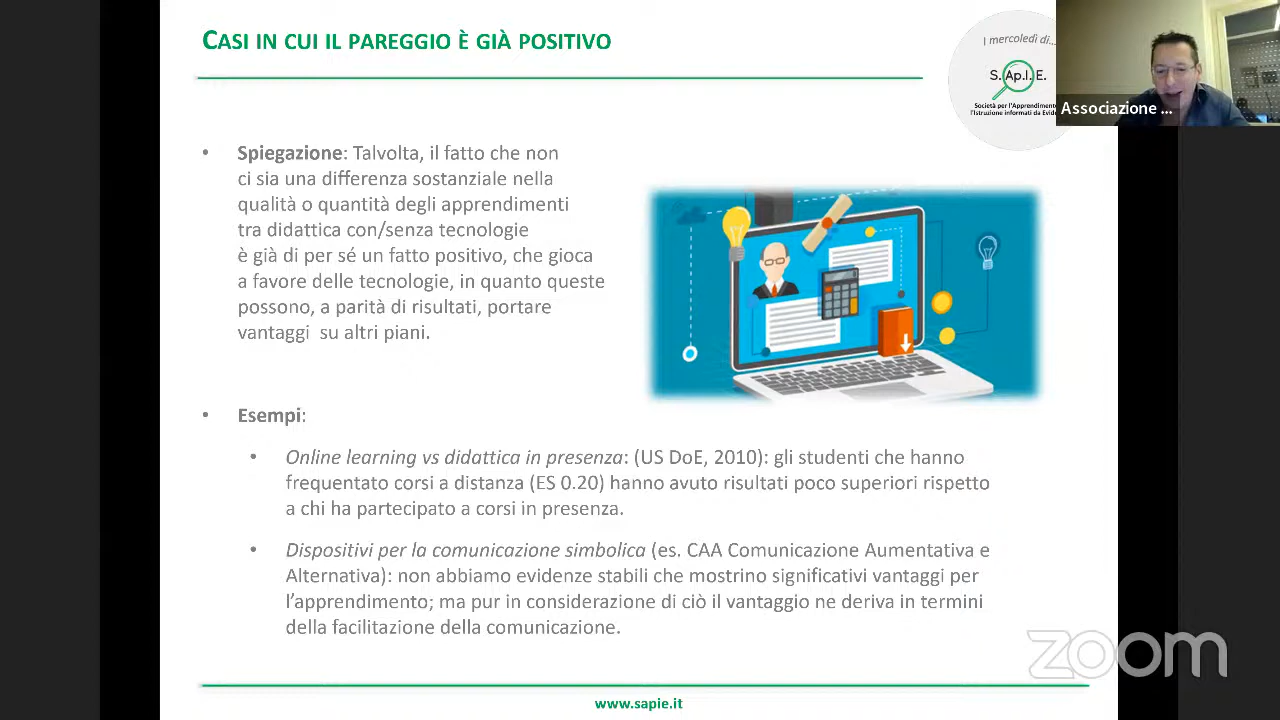 CASI IN CUI IL PAREGGIO È GIÀ POSITIVO
I mercoledì di...
S.Ap.I.E.
Società per l'Apprendimento
l'Istruzione informati da Evid
Associazione ...
• Spiegazione: Talvolta, il fatto che non
ci sia una differenza sostanziale nella
qualità o quantità degli apprendimenti
tra didattica con/senza tecnologie
è già di per sé un fatto positivo, che gioca
a favore delle tecnologie, in quanto queste
possono, a parità di risultati, portare
vantaggi su altri piani.
• Esempi:
• Online learning vs didattica in presenza: (US DoE, 2010): gli studenti che hanno
frequentato corsi a distanza (ES 0.20) hanno avuto risultati poco superiori rispetto
a chi ha partecipato a corsi in presenza.
• Dispositivi per la comunicazione simbolica (es. CAA Comunicazione Aumentativa e
Alternativa): non abbiamo evidenze stabili che mostrino significativi vantaggi per
l'apprendimento; ma pur in considerazione di ciò il vantaggio ne deriva in termini
della facilitazione della comunicazione.
zoom
www.sapie.it